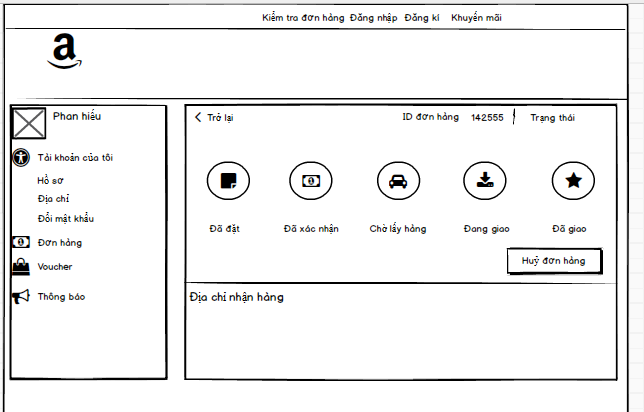 Kiểm tra đơn hàng Đăng nhập Đăng kí Khuyến mãi
a
Phan hiếu
Tài khoản của tôi
Hồ sơ
Địa chỉ
Đổi mật khẩu
Đơn hàng
Voucher
Thông báo
Trở lại ID đơn hàng 142555 Trạng thái
Đã đặt Đã xác nhận Chờ lấy hàng Đang giao Đã giao
Huỷ đơn hàng
Địa chỉ nhận hàng